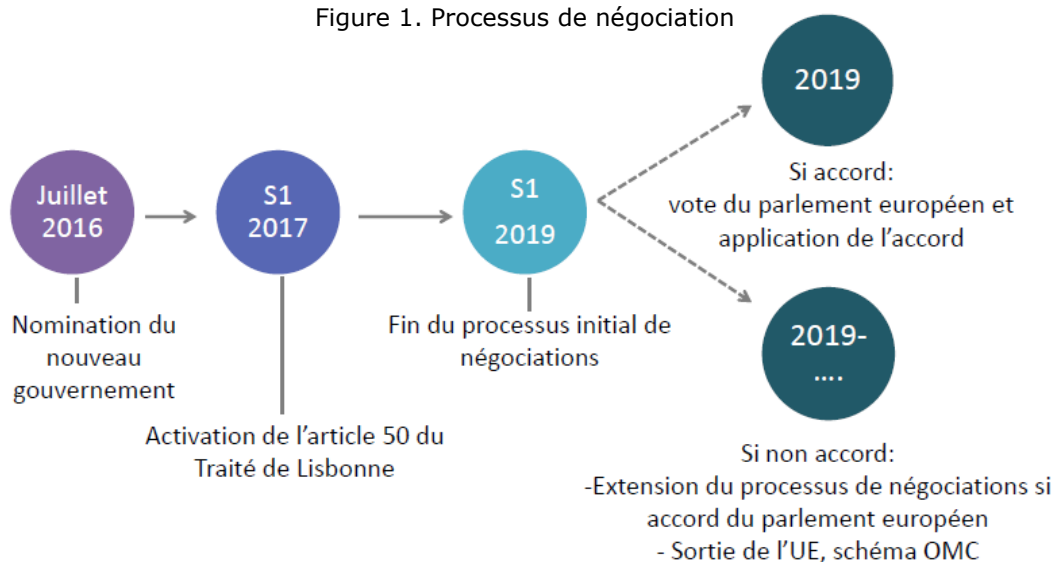 Figure 1. Processus de négociation
Juillet
2016
Nomination du
nouveau
gouvernement
S1
2017
Activation de l'article 50 du
Traité de Lisbonne
S1
2019
Fin du processus initial de
négociations
2019
Si accord:
vote du parlement européen et
application de l'accord
2019-
....
Si non accord:
-Extension du processus de négociations si
accord du parlement européen
- Sortie de l'UE, schéma OMC